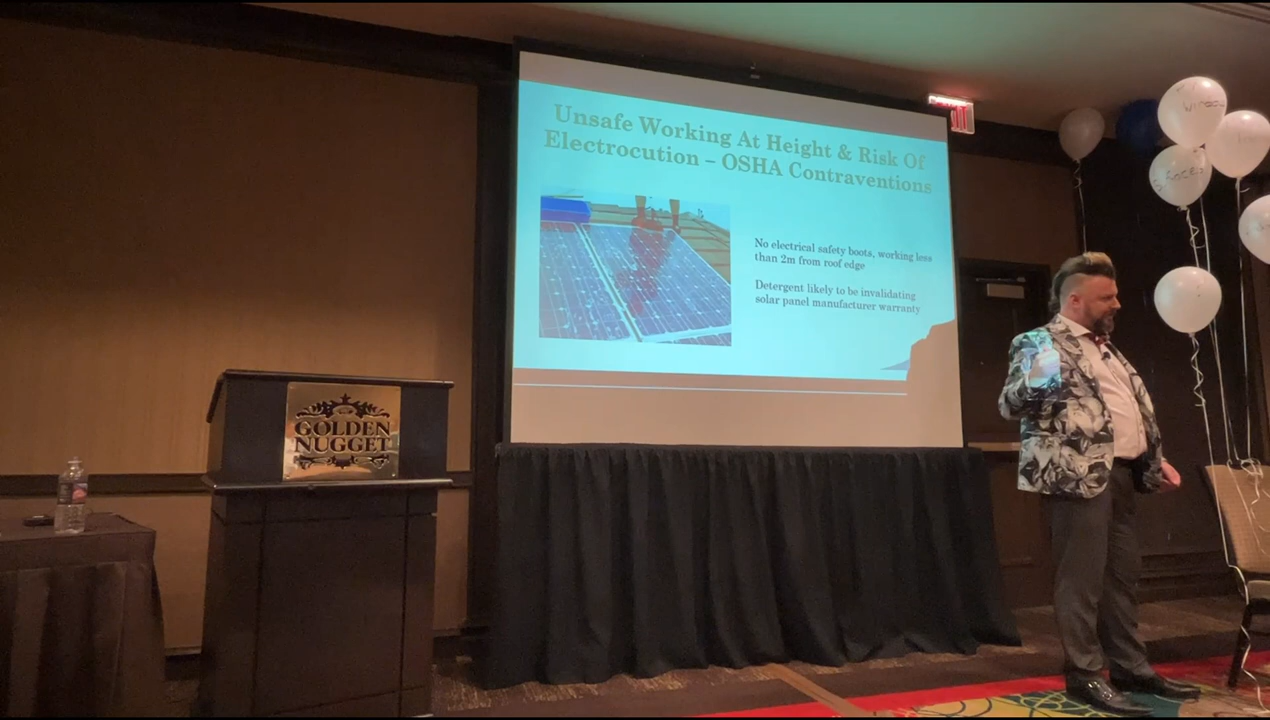 Unsafe Working At Height & Risk Of
Electrocution – OSHA Contraventions
No electrical safety boots, working less
than 2m from roof edge
Detergent likely to be invalidating
solar panel manufacturer warranty
GOLDEN
NUGGET